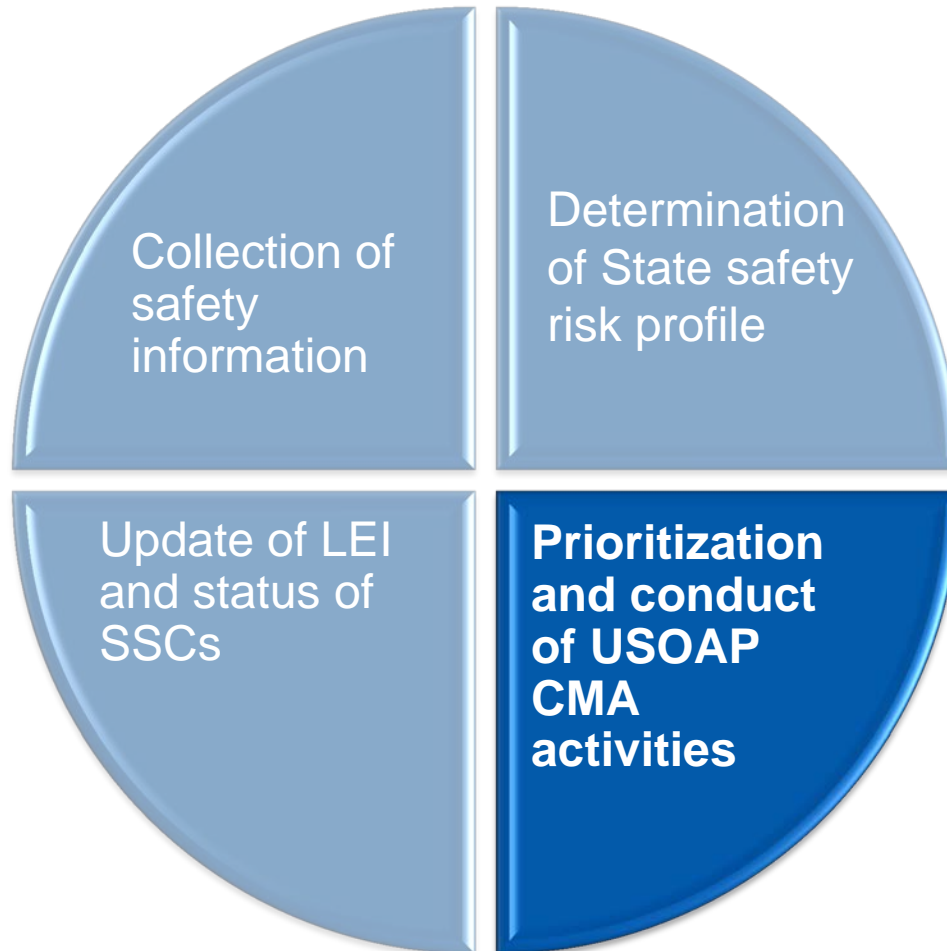 Collection of
safety
information
Determination
of State safety
risk profile
Update of LEI
and status of
SSCs
Prioritization
and conduct
of USOAP
CMA
activities